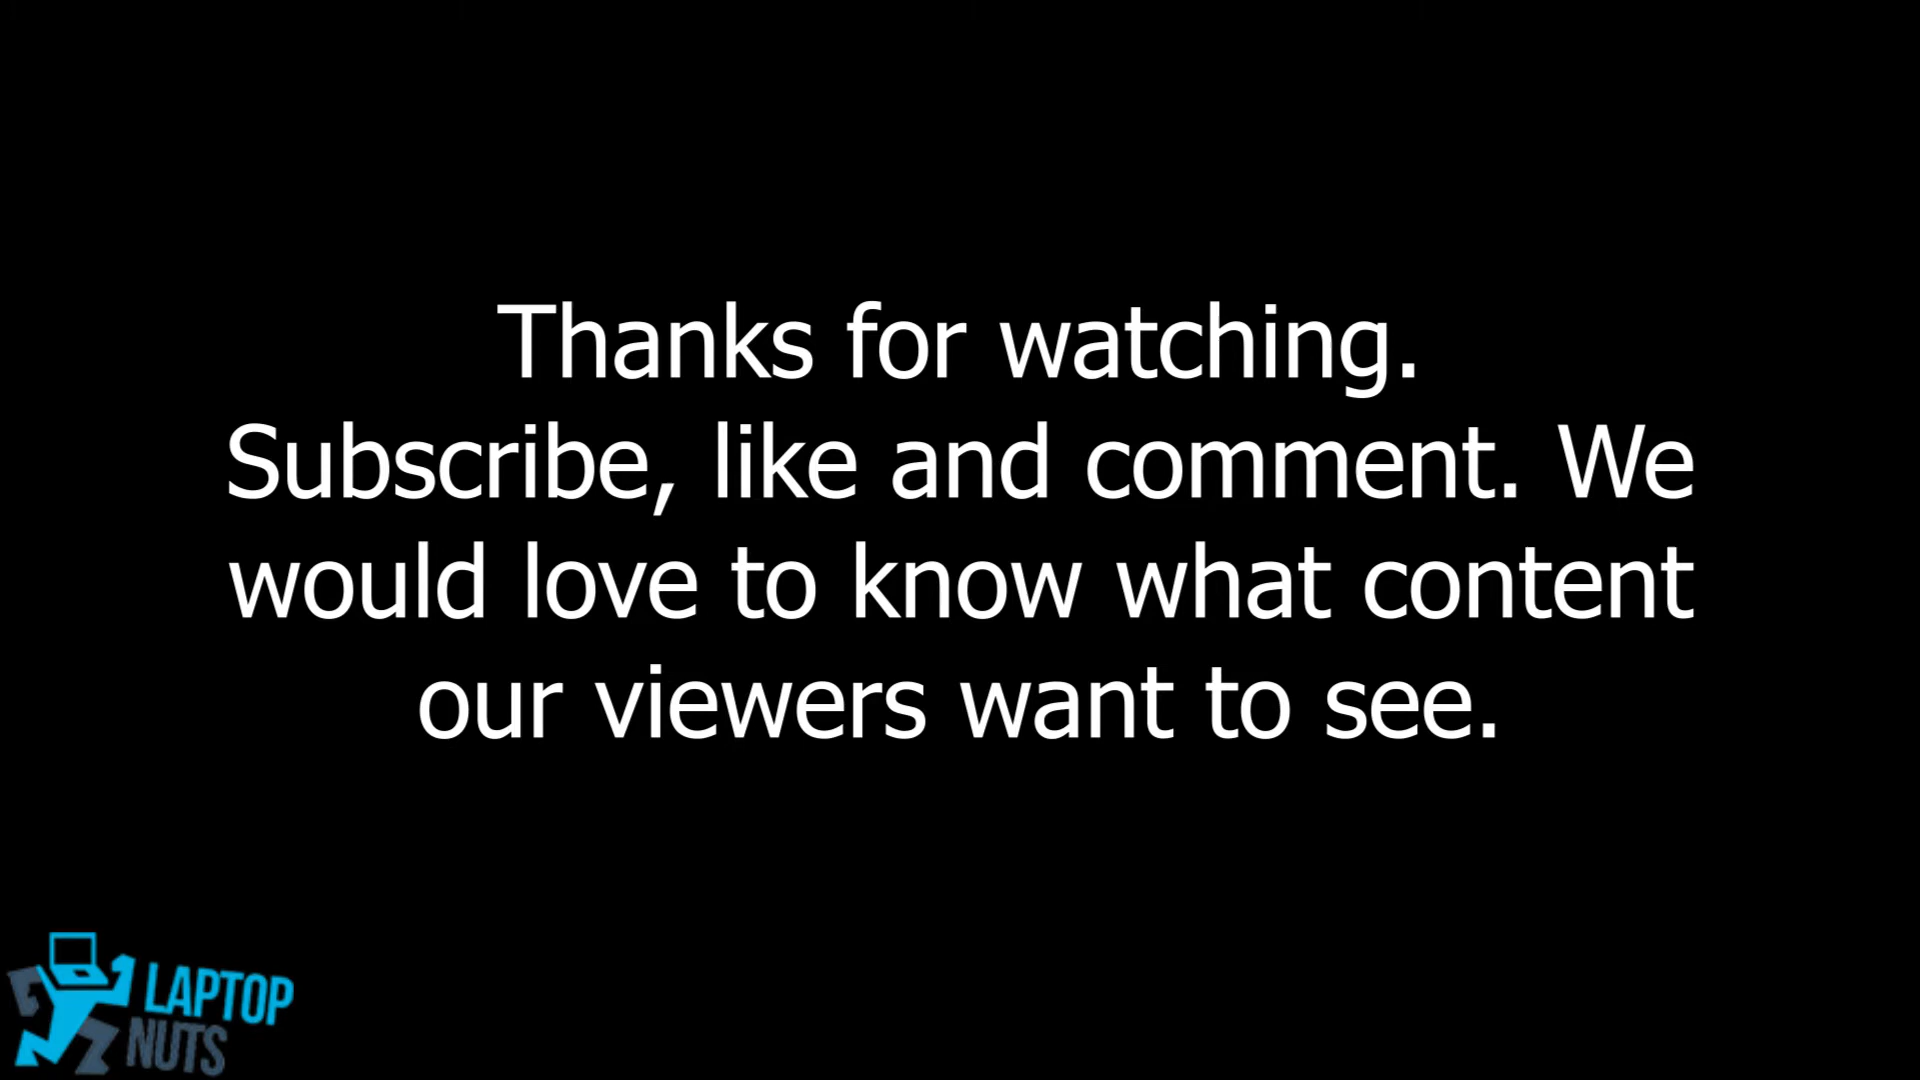 Thanks for watching.
Subscribe, like and comment. We
would love to know what content
our viewers want to see.
LAPTOP
NUTS